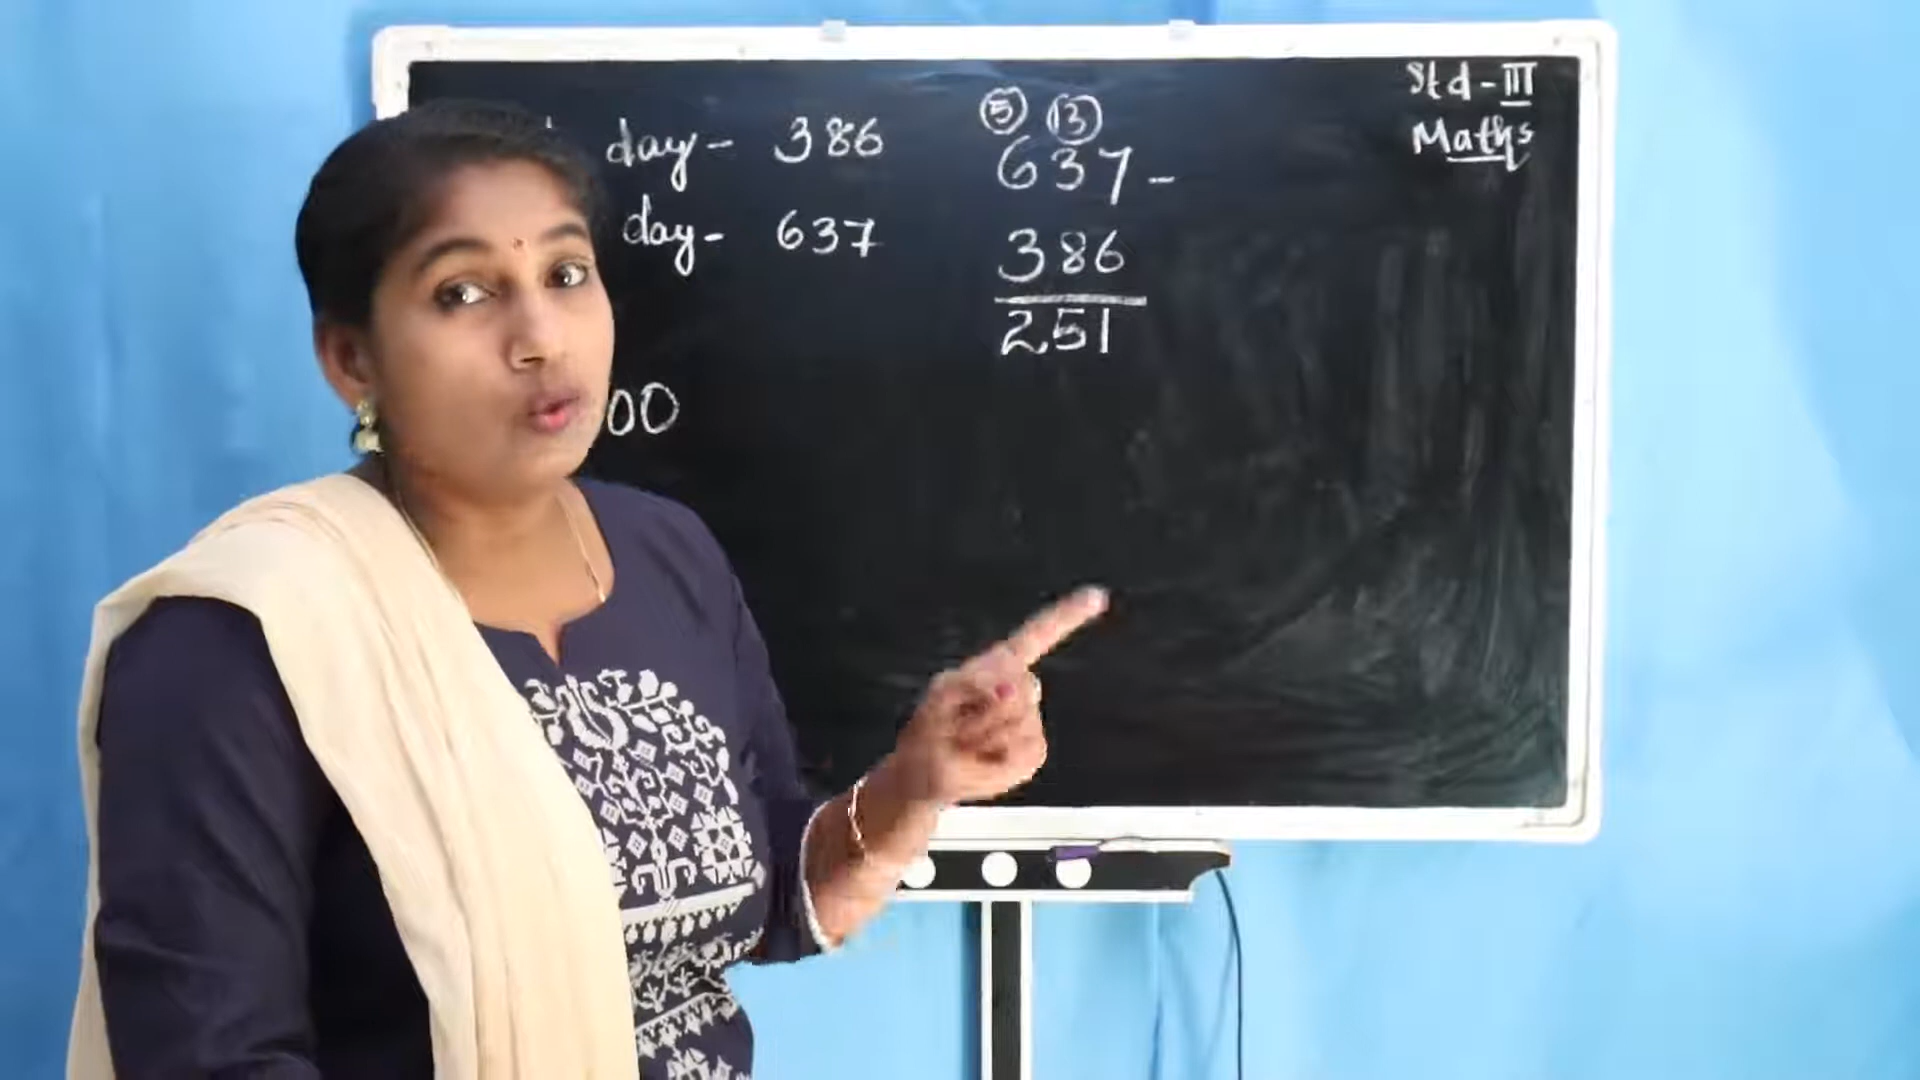 day - 386
day - 637
00
5 13
637 -
386
251
Std - III
Maths